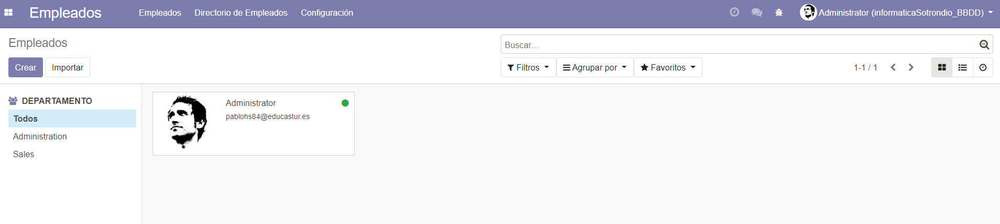 Empleados Empleados Directorio de Empleados Configuración Administrator (informaticaSotrondio_BBDD)
Empleados
Buscar...
Crear Importar
Filtros Agrupar por Favoritos 1-1 / 1
DEPARTAMENTO
Todos
Administration
Sales
Administrator
pablohs84@educastur.es